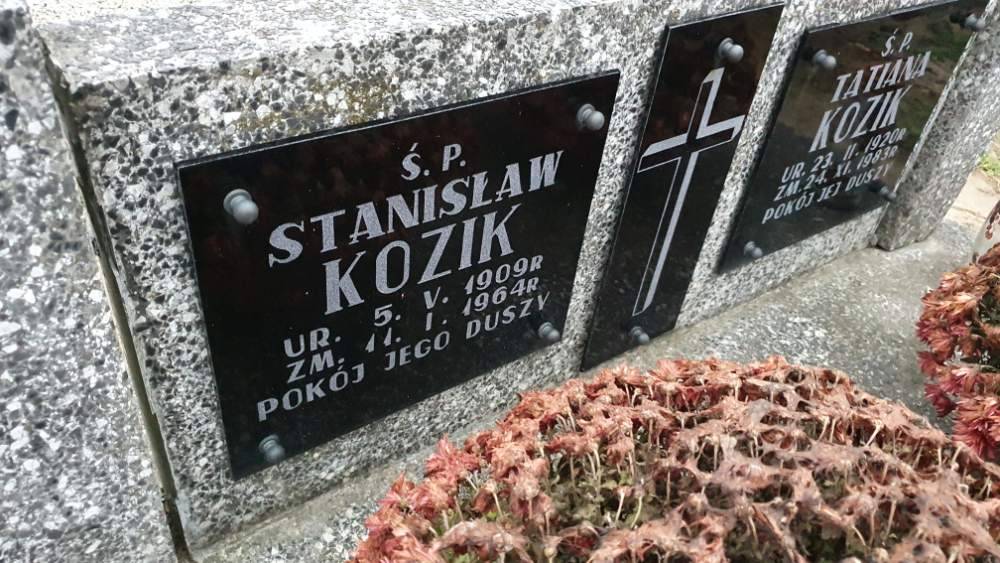 Ś. P.
STANISŁAW
KOZIK
UR. 5. V. 1909R
ZM. 11. I. 1964R
POKÓJ JEGO DUSZY
Ś. P.
TATIANA
KOZIK
UR. 23. II. 1920R
ZM. 24. XI. 1983R
POKÓJ JEJ DUSZY